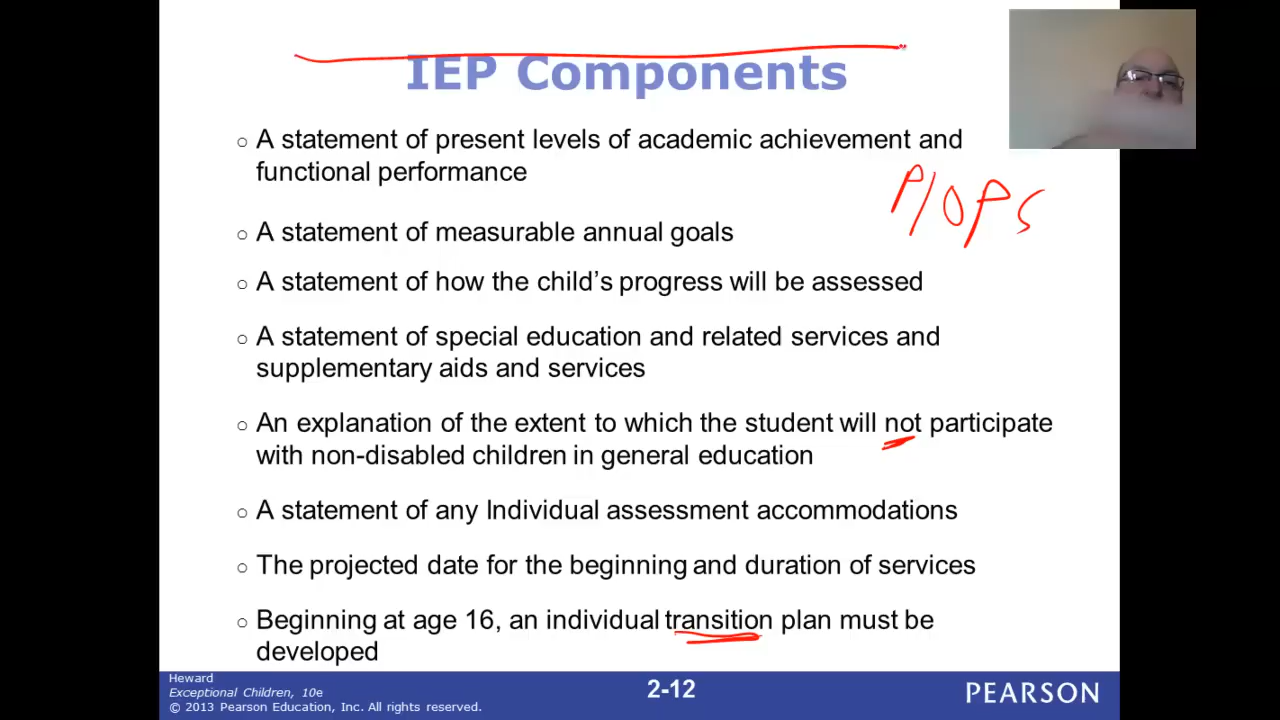 IEP Components
○ A statement of present levels of academic achievement and
functional performance
P/OPS
○ A statement of measurable annual goals
○ A statement of how the child's progress will be assessed
○ A statement of special education and related services and
supplementary aids and services
○ An explanation of the extent to which the student will not participate
with non-disabled children in general education
○ A statement of any Individual assessment accommodations
○ The projected date for the beginning and duration of services
○ Beginning at age 16, an individual transition plan must be
developed
Heward
Exceptional Children, 10e
© 2013 Pearson Education, Inc. All rights reserved.
2-12
PEARSON